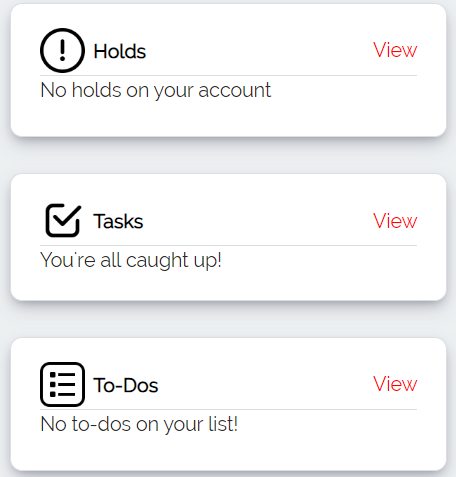 Holds View
No holds on your account
Tasks View
You're all caught up!
To-Dos View
No to-dos on your list!